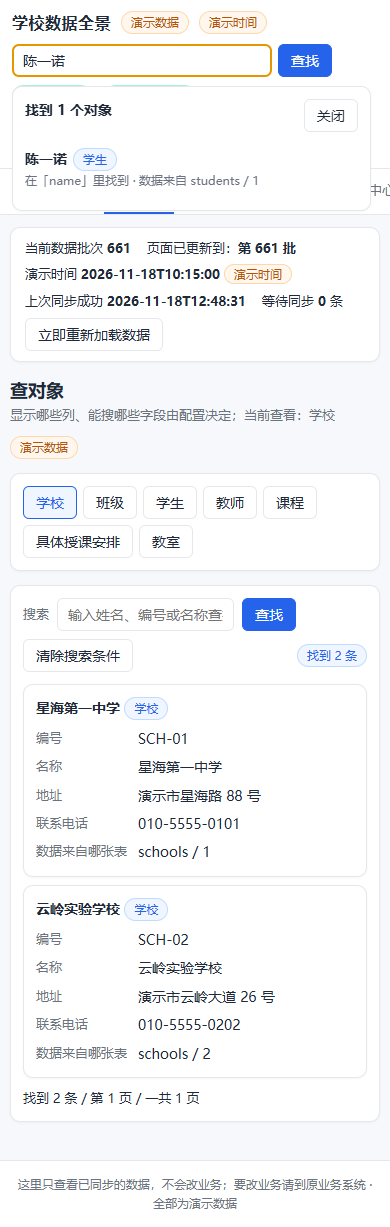 学校数据全景 演示数据 演示时间
陈一诺 查找
找到 1 个对象 关闭
陈一诺 学生
在「name」里找到 · 数据来自 students / 1
中心
当前数据批次 661 页面已更新到：第 661 批
演示时间 2026-11-18T10:15:00 演示时间
上次同步成功 2026-11-18T12:48:31 等待同步 0 条
立即重新加载数据
查对象
显示哪些列、能搜哪些字段由配置决定；当前查看：学校
演示数据
学校 班级 学生 教师 课程
具体授课安排 教室
搜索 输入姓名、编号或名称查 查找
清除搜索条件 找到 2 条
星海第一中学 学校
编号 SCH-01
名称 星海第一中学
地址 演示市星海路 88 号
联系电话 010-5555-0101
数据来自哪张表 schools / 1
云岭实验学校 学校
编号 SCH-02
名称 云岭实验学校
地址 演示市云岭大道 26 号
联系电话 010-5555-0202
数据来自哪张表 schools / 2
找到 2 条 / 第 1 页 / 一共 1 页
这里只查看已同步的数据，不会改业务；要改业务请到原业务系统 ·
全部为演示数据